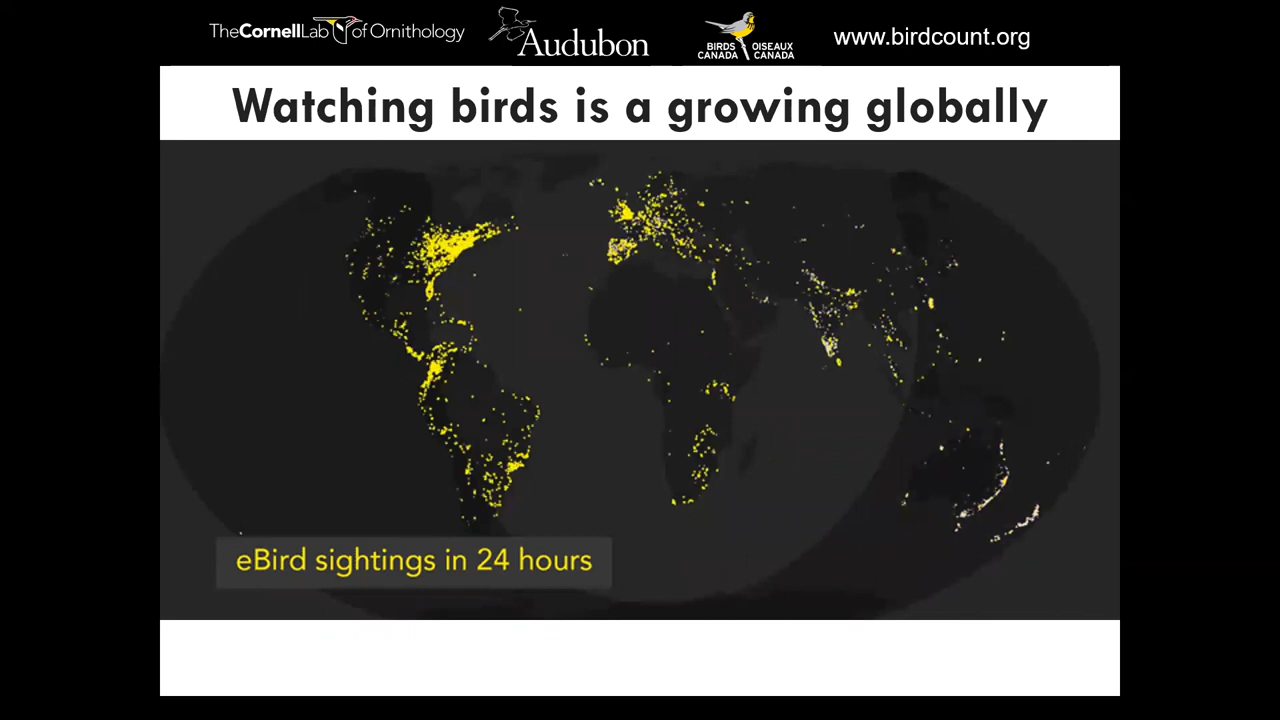 TheCornellLab of Ornithology
Audubon
BIRDS CANADA
OISEAUX CANADA
www.birdcount.org
Watching birds is a growing globally
eBird sightings in 24 hours